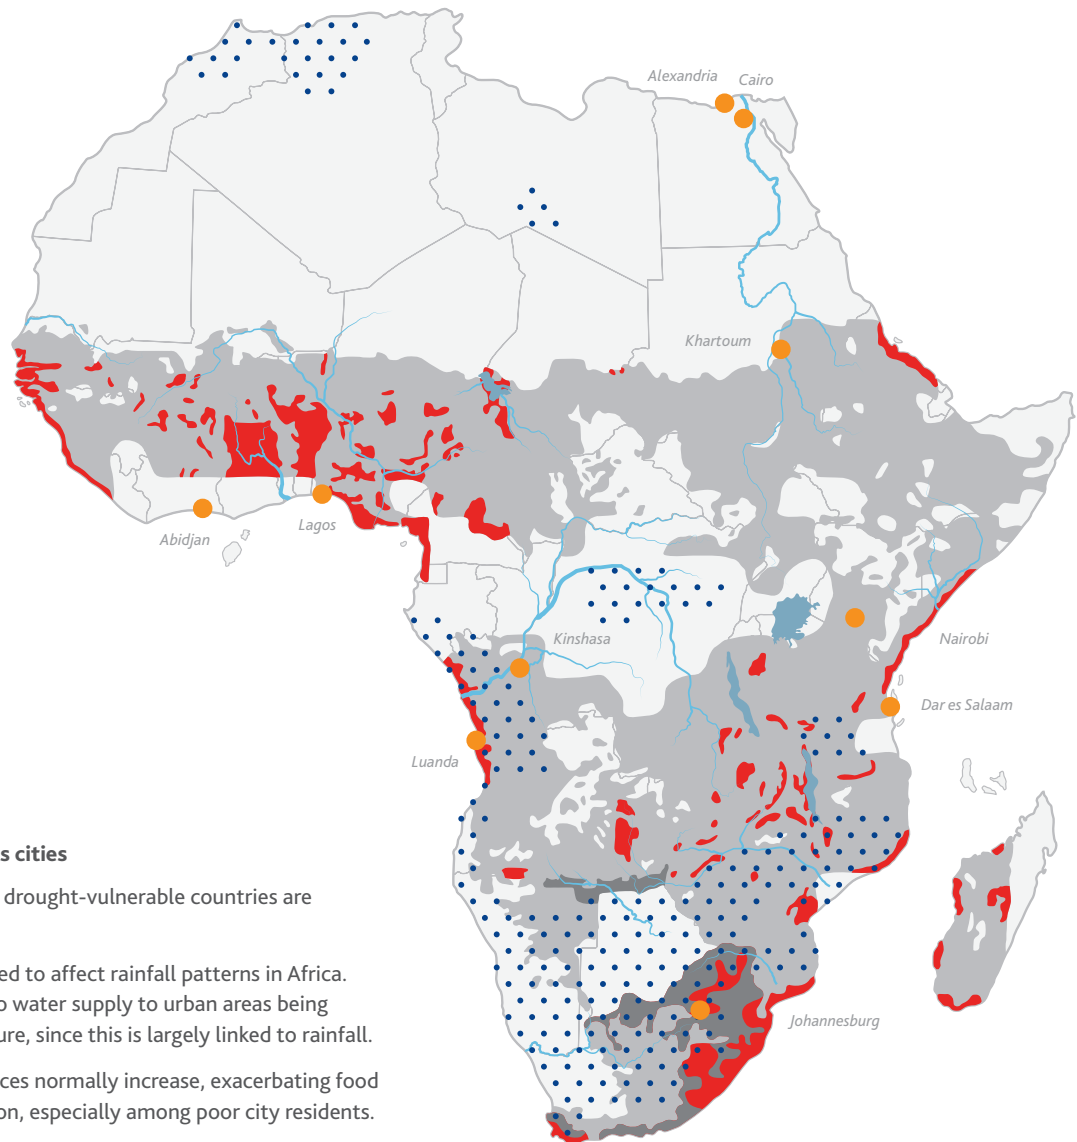 Alexandria
Cairo
Khartoum
Abidjan
Lagos
Kinshasa
Nairobi
Dar es Salaam
Luanda
Johannesburg
s cities
drought-vulnerable countries are
ed to affect rainfall patterns in Africa.
o water supply to urban areas being
ure, since this is largely linked to rainfall.
ces normally increase, exacerbating food
on, especially among poor city residents.